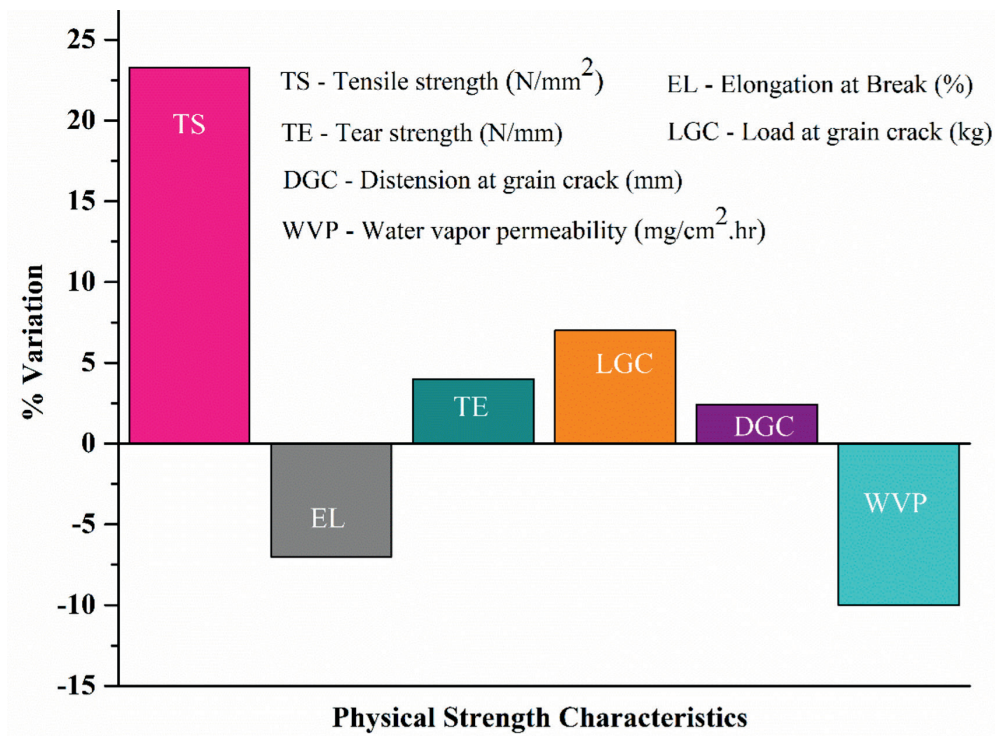 25
20
15
10
5
0
-5
-10
-15
% Variation
TS - Tensile strength (N/mm²)
EL - Elongation at Break (%)
TE - Tear strength (N/mm)
LGC - Load at grain crack (kg)
DGC - Distension at grain crack (mm)
WVP - Water vapor permeability (mg/cm².hr)
TS
EL
TE
LGC
DGC
WVP
Physical Strength Characteristics